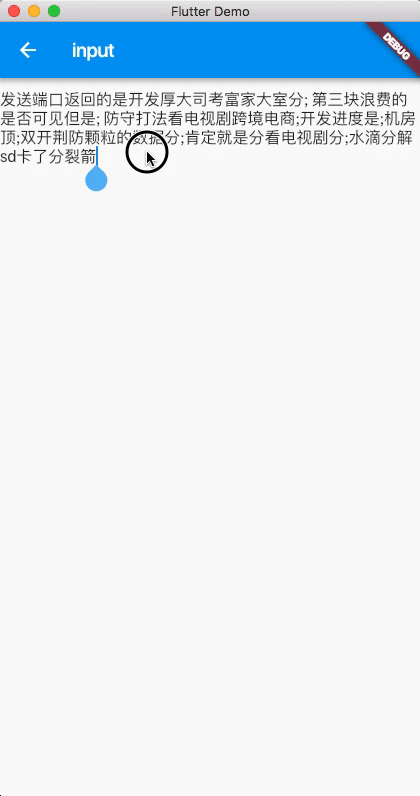 Flutter Demo
input
DEBUG
发送端口返回的是开发厚大司考富家大室分; 第三块浪费的
是否可见但是; 防守打法看电视剧跨境电商;开发进度是;机房
顶;双开荆防颗粒的数据分;肯定就是分看电视剧分;水滴分解
sd卡了分裂箭